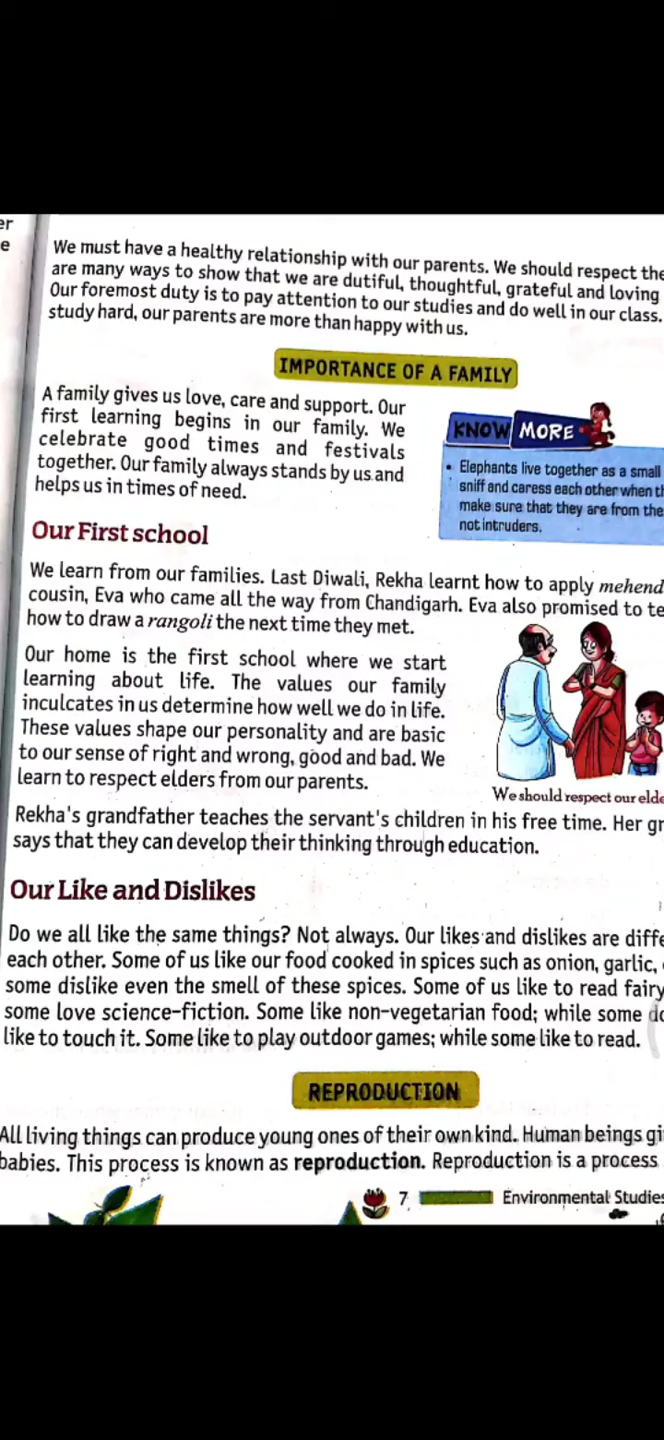 er
e
We must have a healthy relationship with our parents. We should respect the
are many ways to show that we are dutiful, thoughtful, grateful and loving
Our foremost duty is to pay attention to our studies and do well in our class.
study hard, our parents are more than happy with us.
IMPORTANCE OF A FAMILY
A family gives us love, care and support. Our
first learning begins in our family. We
celebrate good times and festivals
together. Our family always stands by us and
helps us in times of need.
KNOW MORE
• Elephants live together as a small
sniff and caress each other when th
make sure that they are from the
not intruders.
Our First school
We learn from our families. Last Diwali, Rekha learnt how to apply mehend
cousin, Eva who came all the way from Chandigarh. Eva also promised to te
how to draw a rangoli the next time they met.
Our home is the first school where we start
learning about life. The values our family
inculcates in us determine how well we do in life.
These values shape our personality and are basic
to our sense of right and wrong, good and bad. We
learn to respect elders from our parents.
We should respect our elde
Rekha's grandfather teaches the servant's children in his free time. Her gr
says that they can develop their thinking through education.
Our Like and Dislikes
Do we all like the same things? Not always. Our likes and dislikes are diffe
each other. Some of us like our food cooked in spices such as onion, garlic,
some dislike even the smell of these spices. Some of us like to read fairy
some love science-fiction. Some like non-vegetarian food; while some do
like to touch it. Some like to play outdoor games; while some like to read.
REPRODUCTION
All living things can produce young ones of their own kind. Human beings gi
babies. This process is known as reproduction. Reproduction is a process
7 Environmental Studies